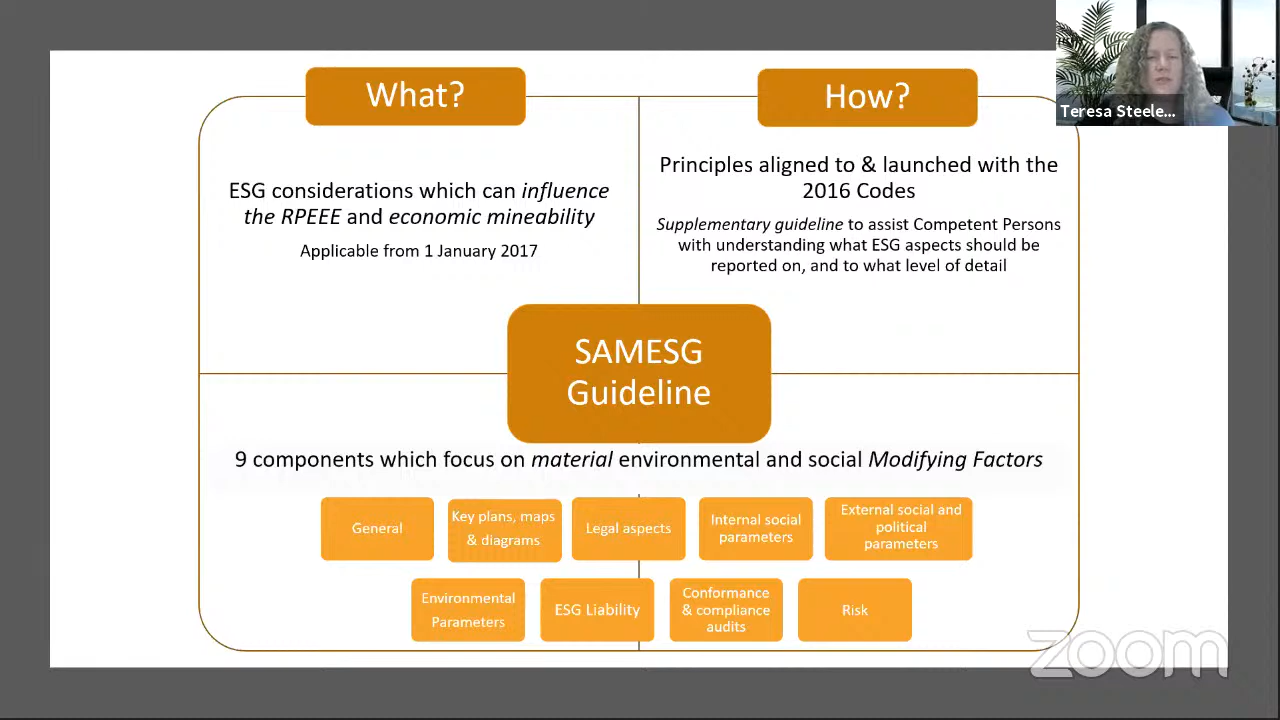 What?
How?
Teresa Steele...
ESG considerations which can influence
the RPEEE and economic mineability
Applicable from 1 January 2017
Principles aligned to & launched with the
2016 Codes
Supplementary guideline to assist Competent Persons
with understanding what ESG aspects should be
reported on, and to what level of detail
SAMESG
Guideline
9 components which focus on material environmental and social Modifying Factors
General
Key plans, maps
& diagrams
Legal aspects
Internal social
parameters
External social and
political
parameters
Environmental
Parameters
ESG Liability
Conformance
& compliance
audits
Risk
zoom